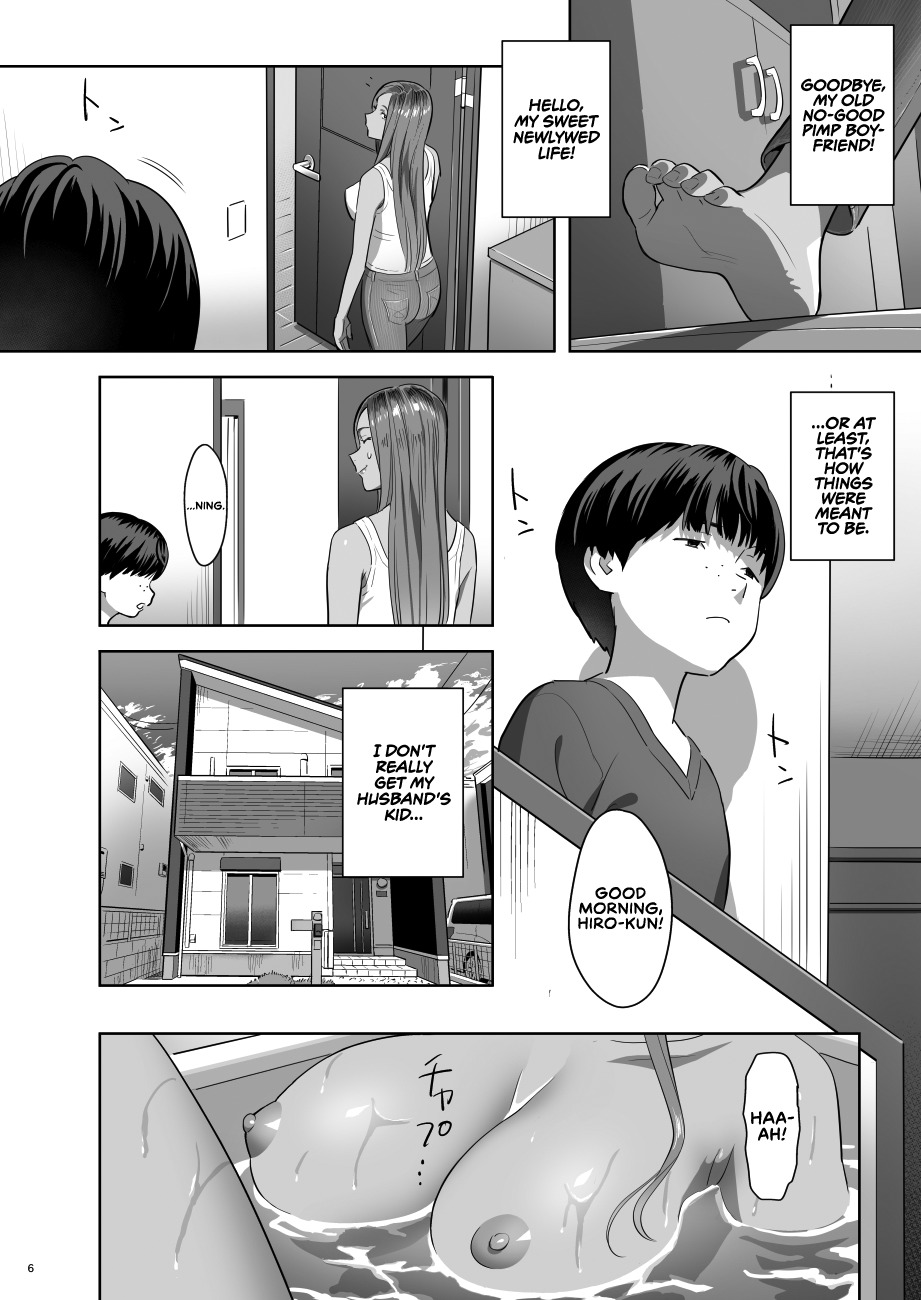 GOODBYE,
MY OLD
NO-GOOD
PIMP BOY-
FRIEND!
HELLO,
MY SWEET
NEWLYWED
LIFE!
ト
ン
...OR AT
LEAST,
THAT'S
HOW
THINGS
WERE
MEANT
TO BE.
ト
ン
ト
ン
GOOD
MORNING,
HIRO-KUN!
...NING.
I DON'T
REALLY
GET MY
HUSBAND'S
KID...
チャプ...
HAA-
AH!
6